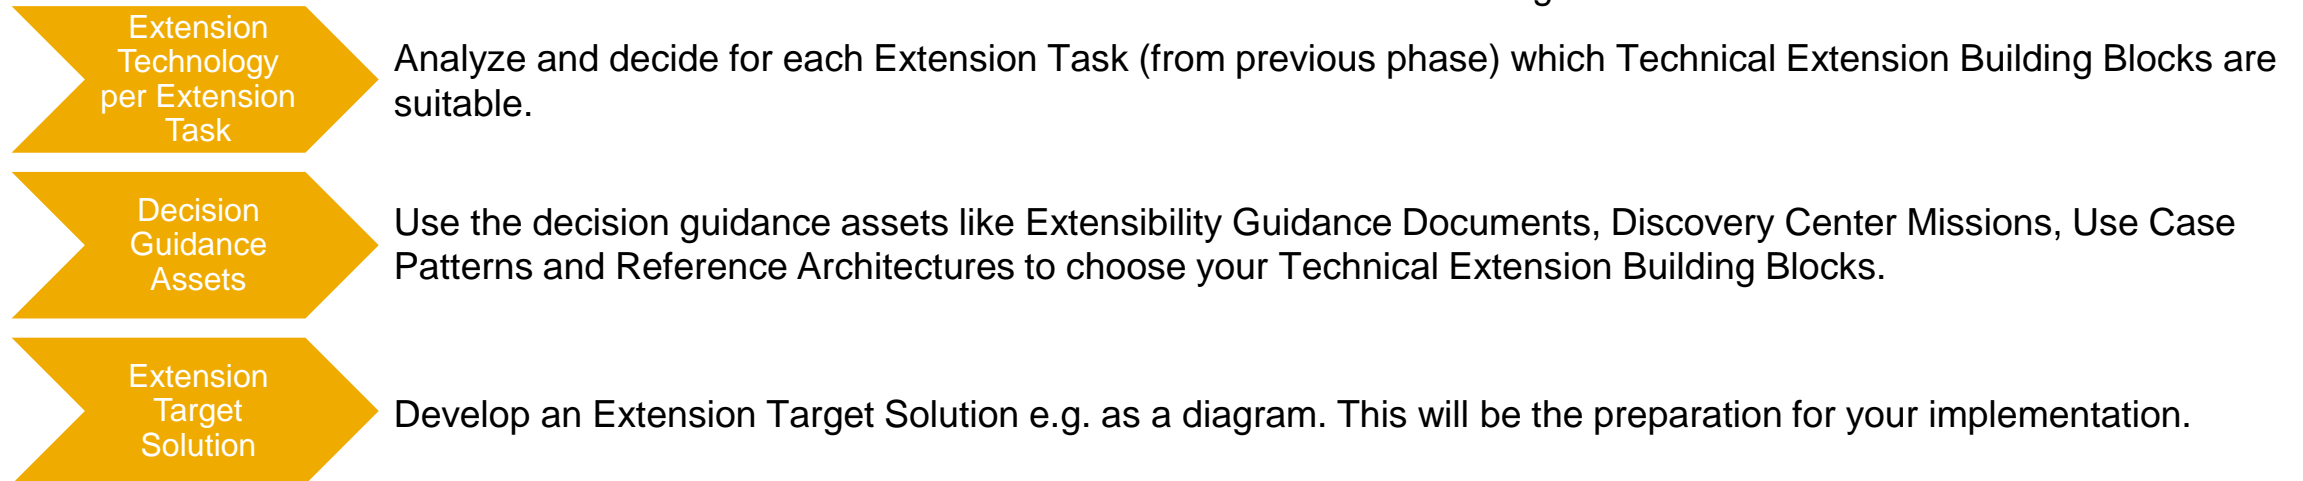 Extension
Technology
per Extension
Task
Analyze and decide for each Extension Task (from previous phase) which Technical Extension Building Blocks are
suitable.
Decision
Guidance
Assets
Use the decision guidance assets like Extensibility Guidance Documents, Discovery Center Missions, Use Case
Patterns and Reference Architectures to choose your Technical Extension Building Blocks.
Extension
Target
Solution
Develop an Extension Target Solution e.g. as a diagram. This will be the preparation for your implementation.